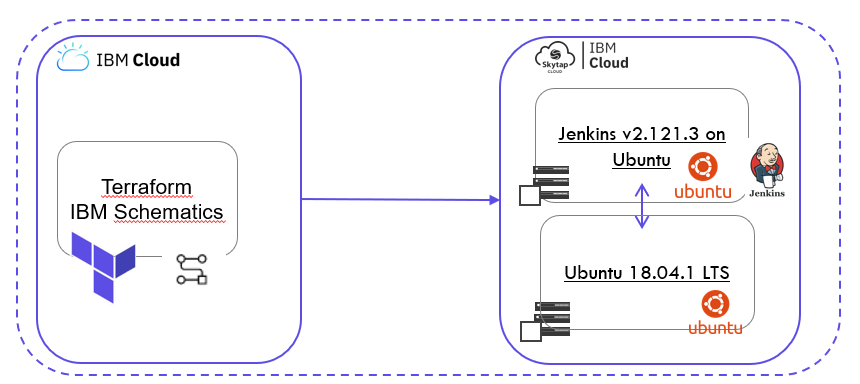 IBM Cloud
Terraform
IBM Schematics
Skytap
CLOUD
IBM
Cloud
Jenkins v2.121.3 on
Ubuntu
ubuntu
Jenkins
Ubuntu 18.04.1 LTS
ubuntu